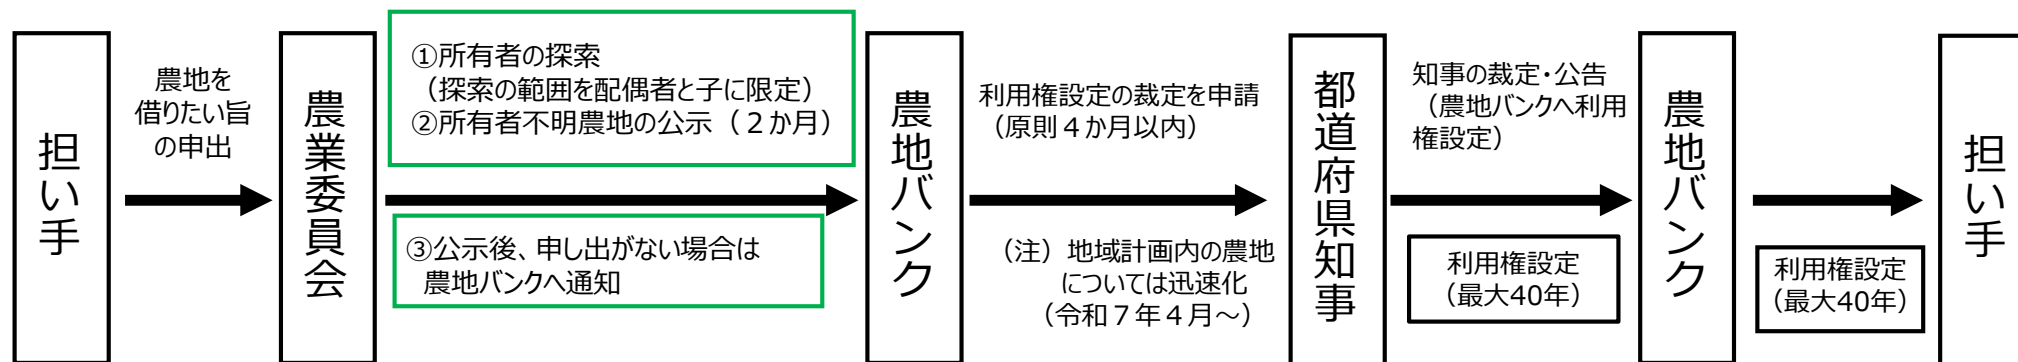 担い手
農地を
借りたい旨
の申出
農業委員会
①所有者の探索
（探索の範囲を配偶者と子に限定）
②所有者不明農地の公示（２か月）
③公示後、申し出がない場合は
農地バンクへ通知
農地バンク
利用権設定の裁定を申請
（原則４か月以内）
（注）地域計画内の農地
については迅速化
（令和７年４月～）
都道府県知事
知事の裁定・公告
（農地バンクへ利用
権設定）
利用権設定
（最大40年）
農地バンク
利用権設定
（最大40年）
担い手